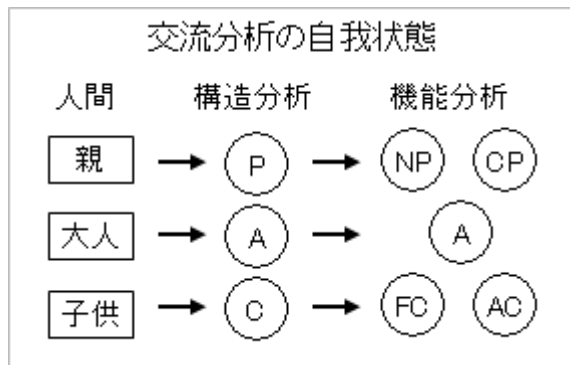 交流分析の自我状態
人間 構造分析 機能分析
親 P NP CP
大人 A A
子供 C FC AC